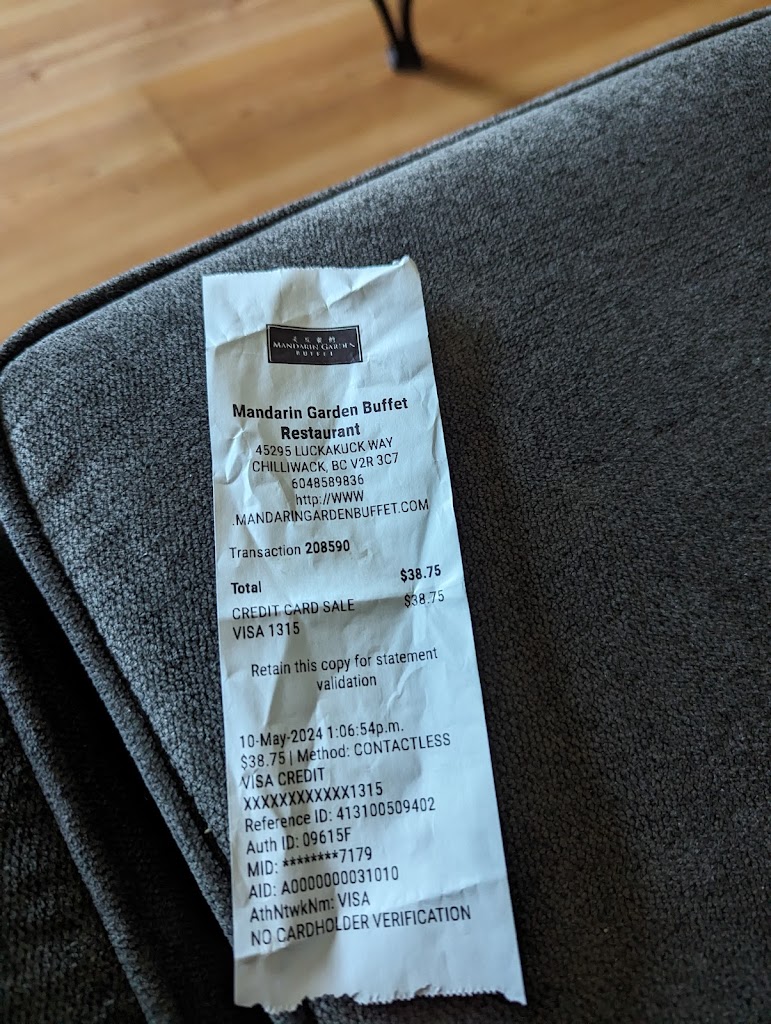 MANDARIN GARDEN
BUFFET
Mandarin Garden Buffet
Restaurant
45295 LUCKAKUCK WAY
CHILLIWACK, BC V2R 3C7
6048589836
http://WWW
.MANDARINGARDENBUFFET.COM
Transaction 208590
Total $38.75
CREDIT CARD SALE $38.75
VISA 1315
Retain this copy for statement
validation
10-May-2024 1:06:54p.m.
$38.75 | Method: CONTACTLESS
VISA CREDIT
XXXXXXXXXXXX1315
Reference ID: 413100509402
Auth ID: 09615F
MID: ********7179
AID: A0000000031010
AthNtwkNm: VISA
NO CARDHOLDER VERIFICATION